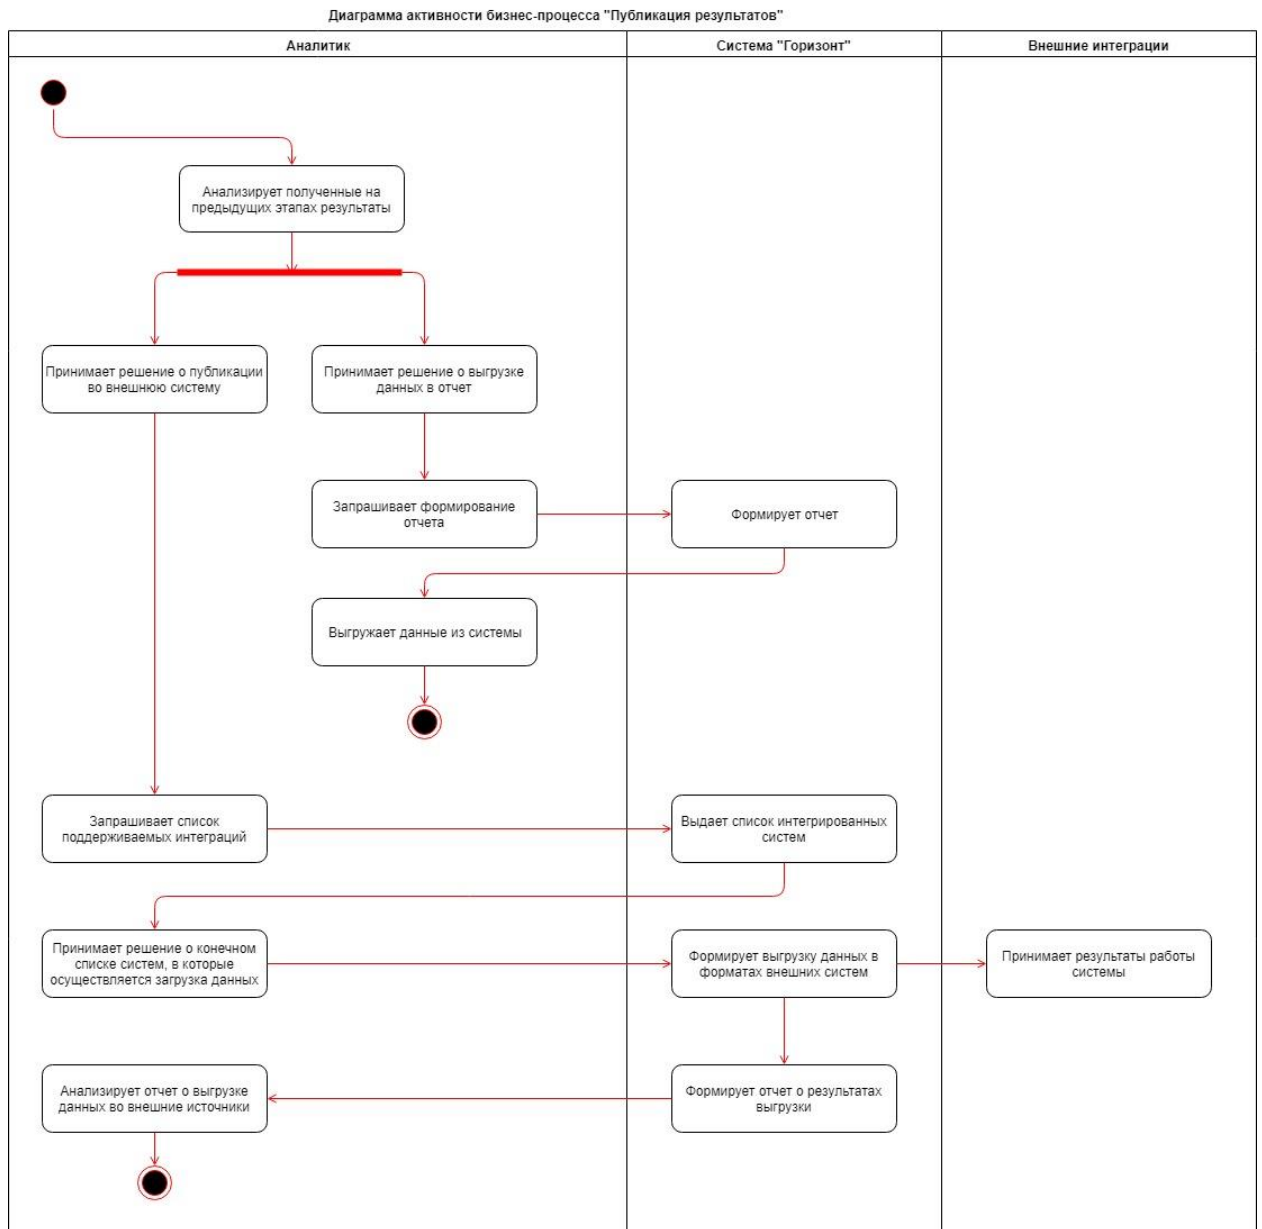 Диаграмма активности бизнес-процесса "Публикация результатов"
Аналитик
Система "Горизонт"
Внешние интеграции
Анализирует полученные на
предыдущих этапах результаты
Принимает решение о публикации
во внешнюю систему
Принимает решение о выгрузке
данных в отчет
Запрашивает формирование
отчета
Формирует отчет
Выгружает данные из системы
Запрашивает список
поддерживаемых интеграций
Выдает список интегрированных
систем
Принимает решение о конечном
списке систем, в которые
осуществляется загрузка данных
Формирует выгрузку данных в
форматах внешних систем
Принимает результаты работы
системы
Анализирует отчет о выгрузке
данных во внешние источники
Формирует отчет о результатах
выгрузки